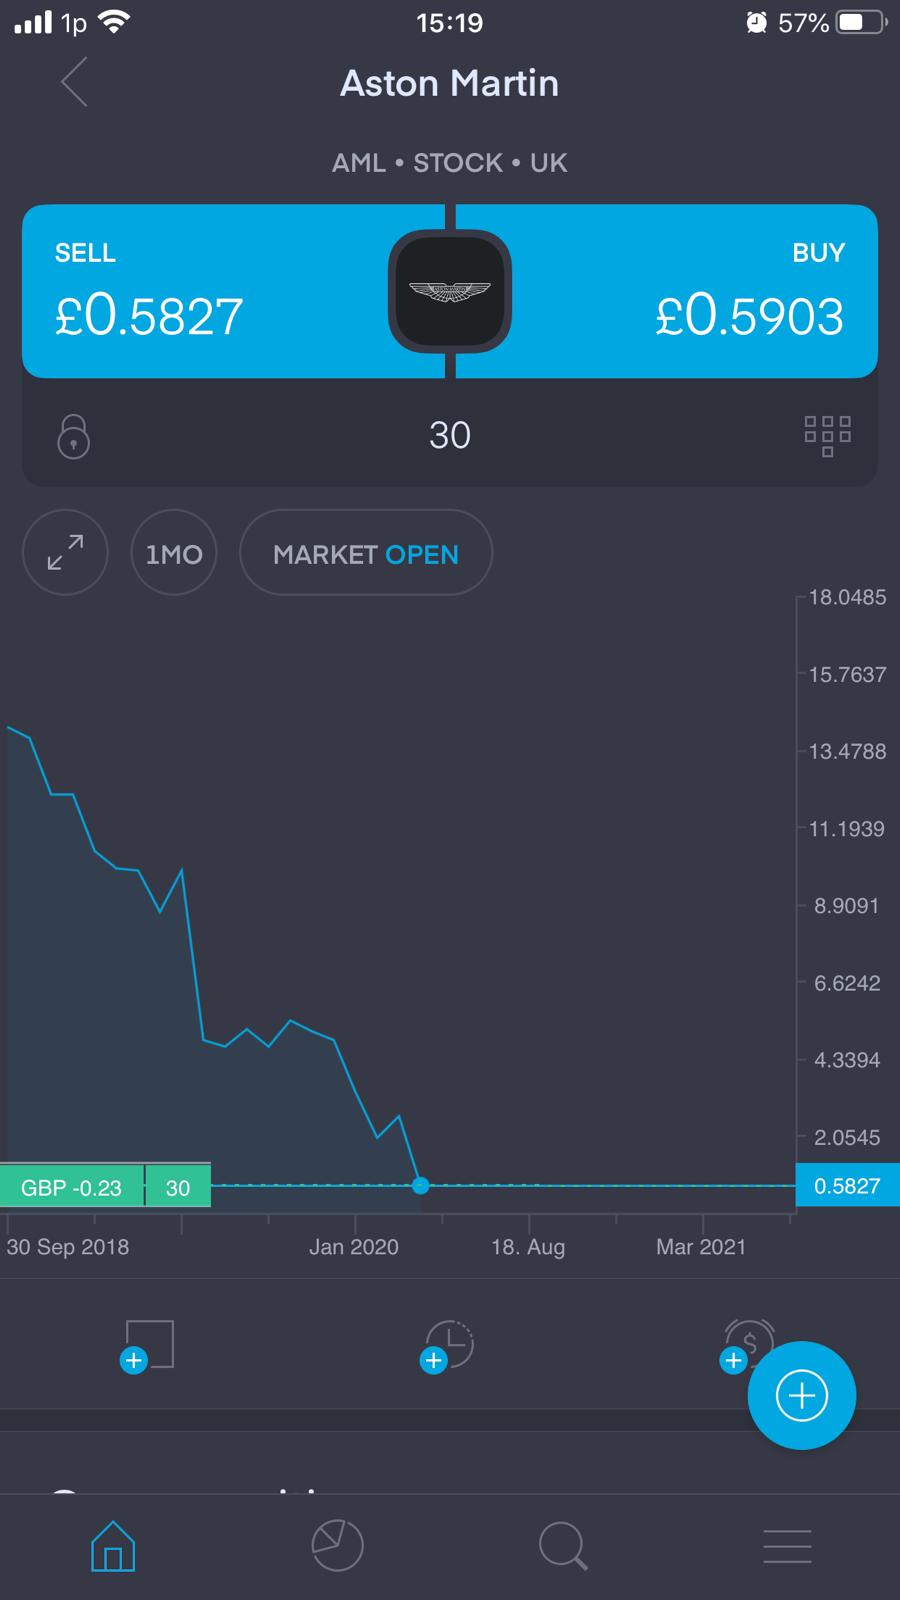 1p 15:19 57%
Aston Martin
AML • STOCK • UK
SELL BUY
£0.5827 £0.5903
30
1MO MARKET OPEN
18.0485
15.7637
13.4788
11.1939
8.9091
6.6242
4.3394
2.0545
GBP -0.23 30 0.5827
30 Sep 2018 Jan 2020 18. Aug Mar 2021